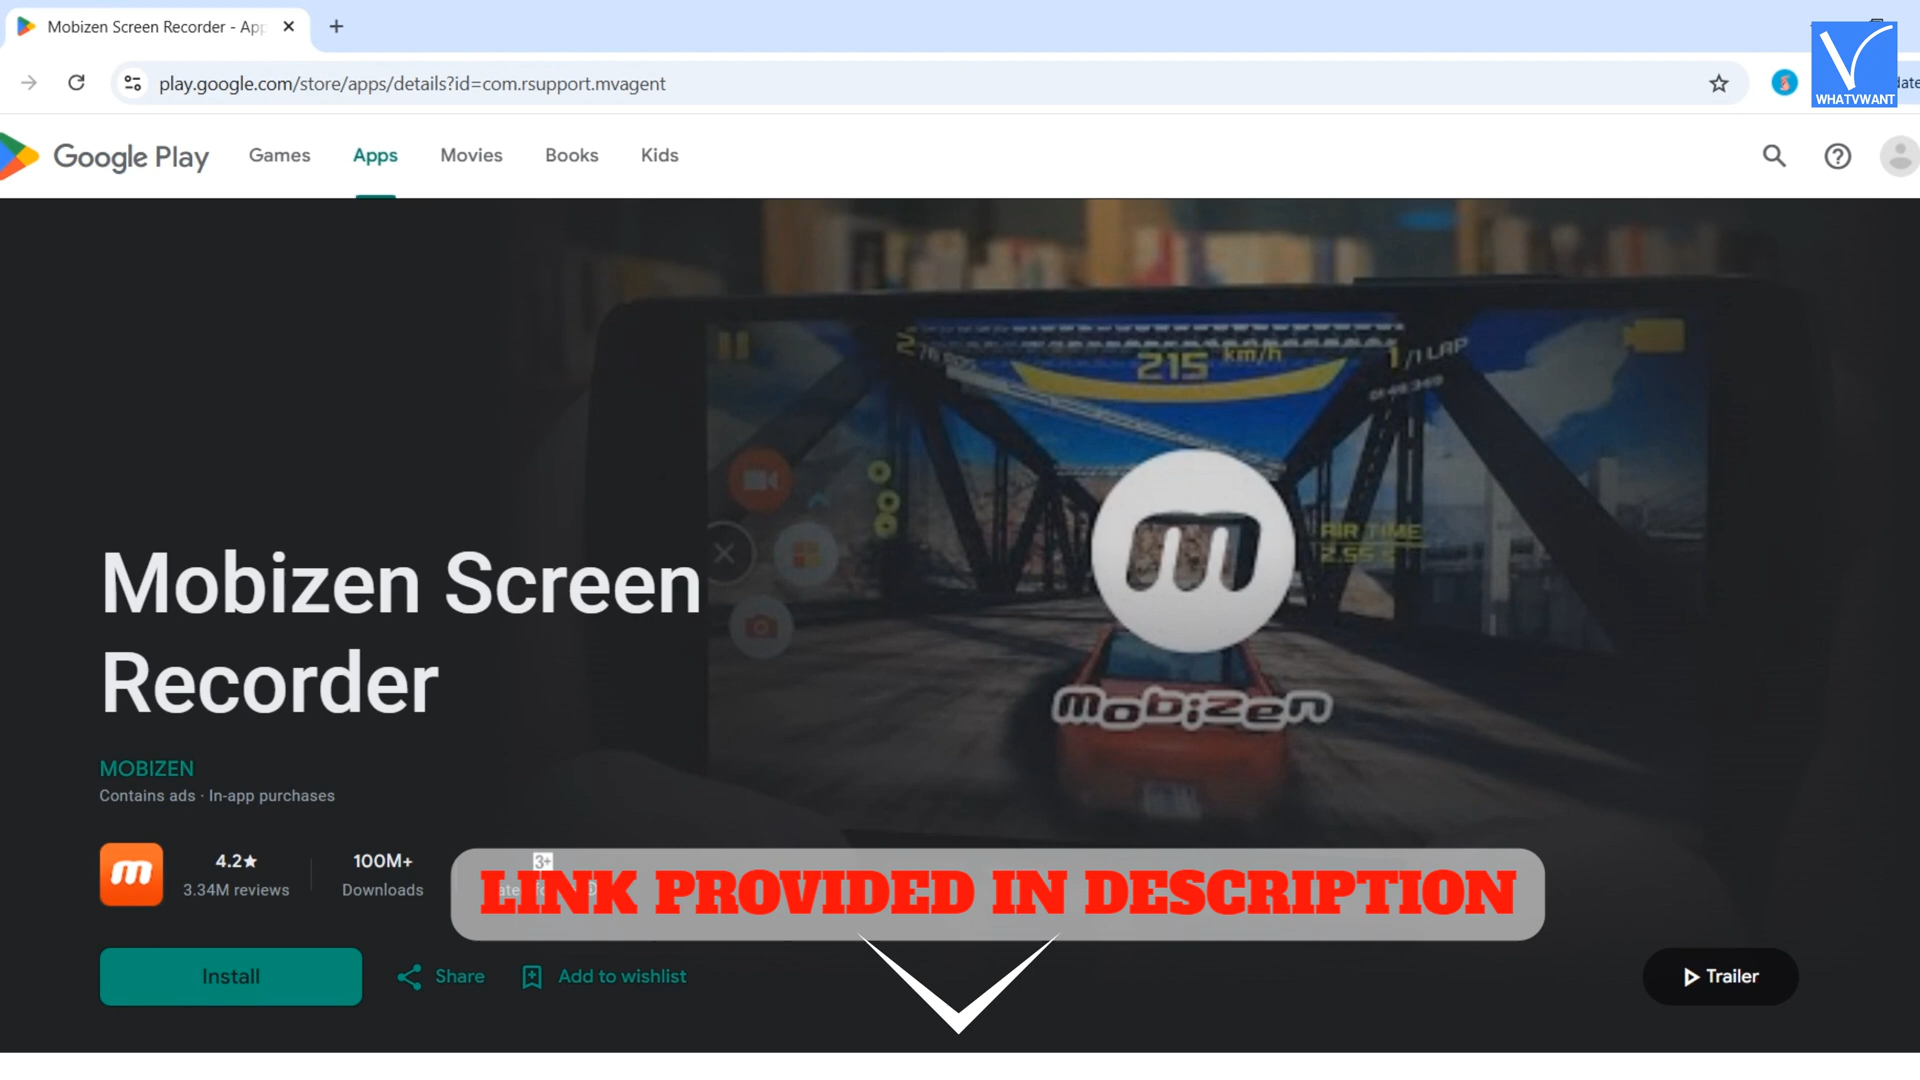 Mobizen Screen Recorder - App
play.google.com/store/apps/details?id=com.rsupport.mvagent
WHATVWANT
Google Play
Games
Apps
Movies
Books
Kids
215 km/h
1/1 LAP
AIR TIME
2.55 s
m
mobizen
Mobizen Screen
Recorder
MOBIZEN
Contains ads · In-app purchases
m
4.2★
3.34M reviews
100M+
Downloads
3+
LINK PROVIDED IN DESCRIPTION
Install
Share
Add to wishlist
Trailer